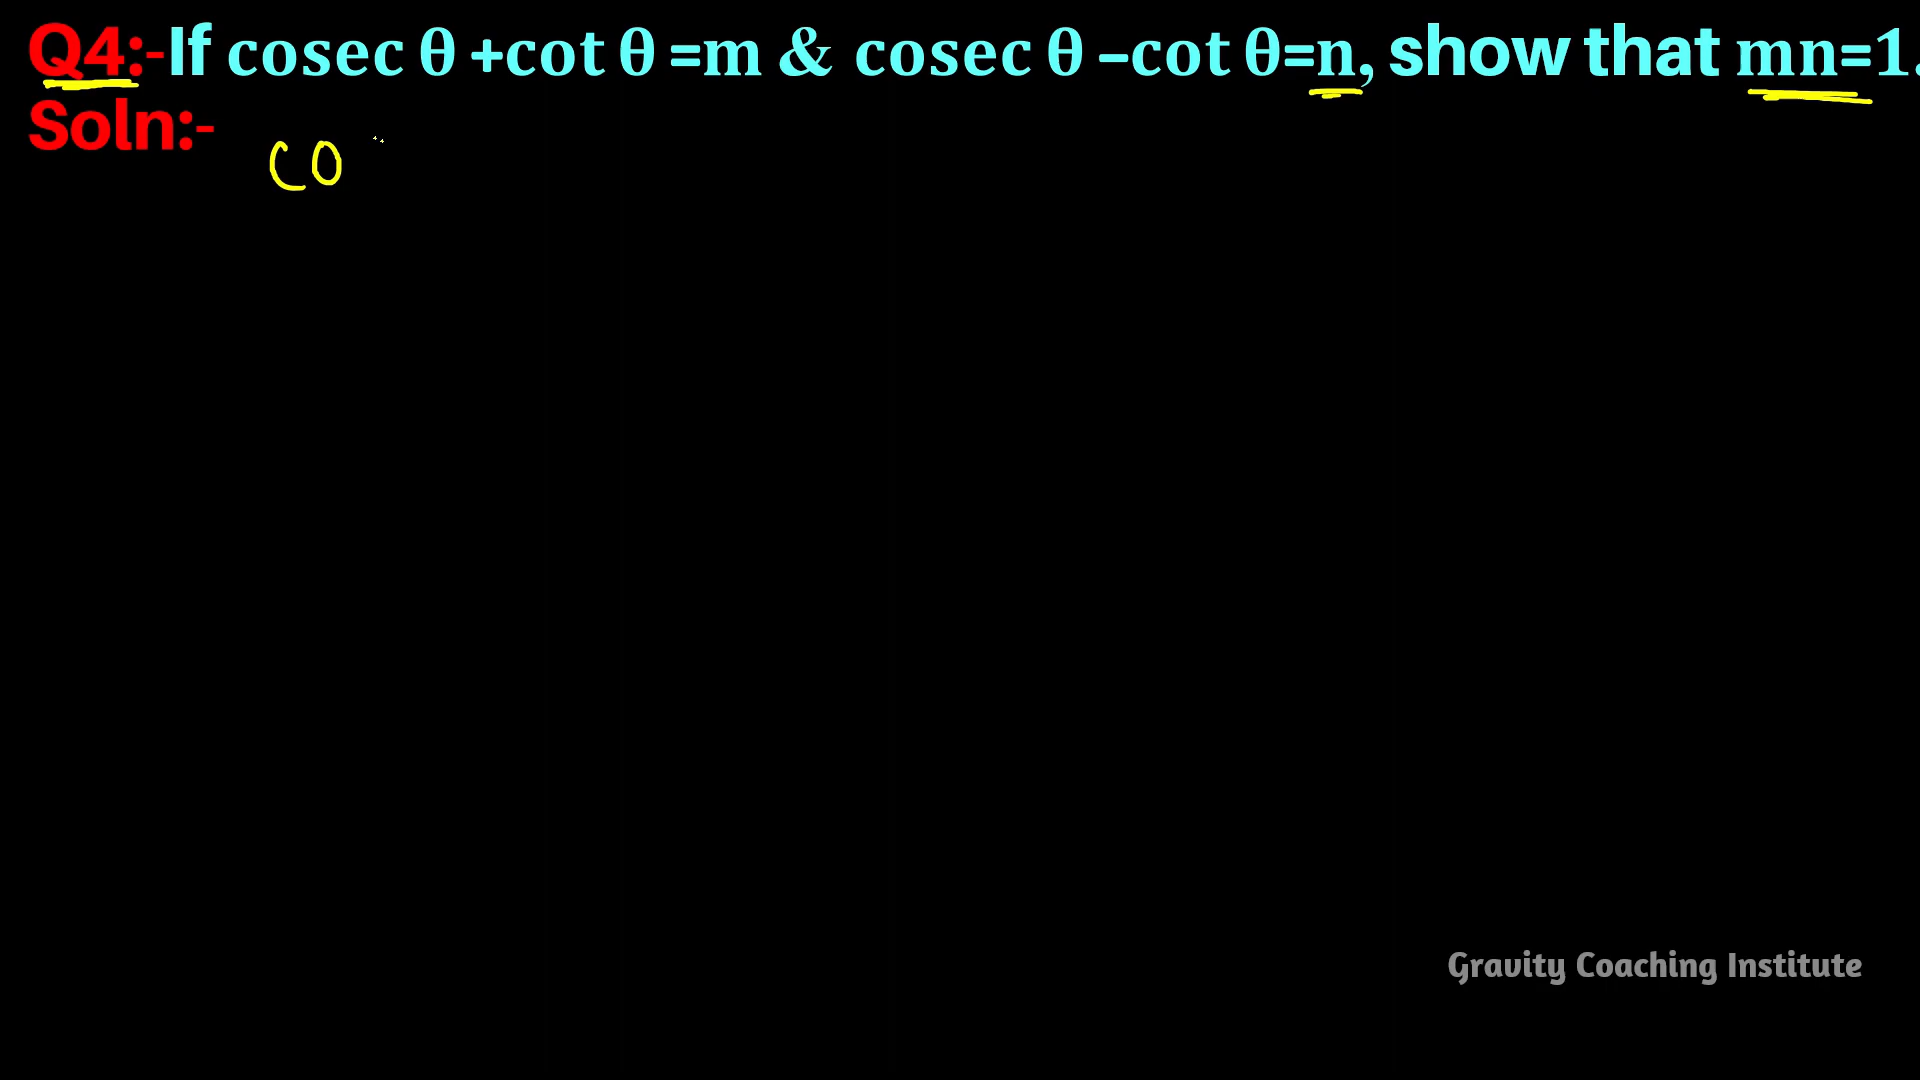 Q4:-If cosec θ +cot θ =m & cosec θ –cot θ=n, show that mn=1.
Soln:-
co
Gravity Coaching Institute